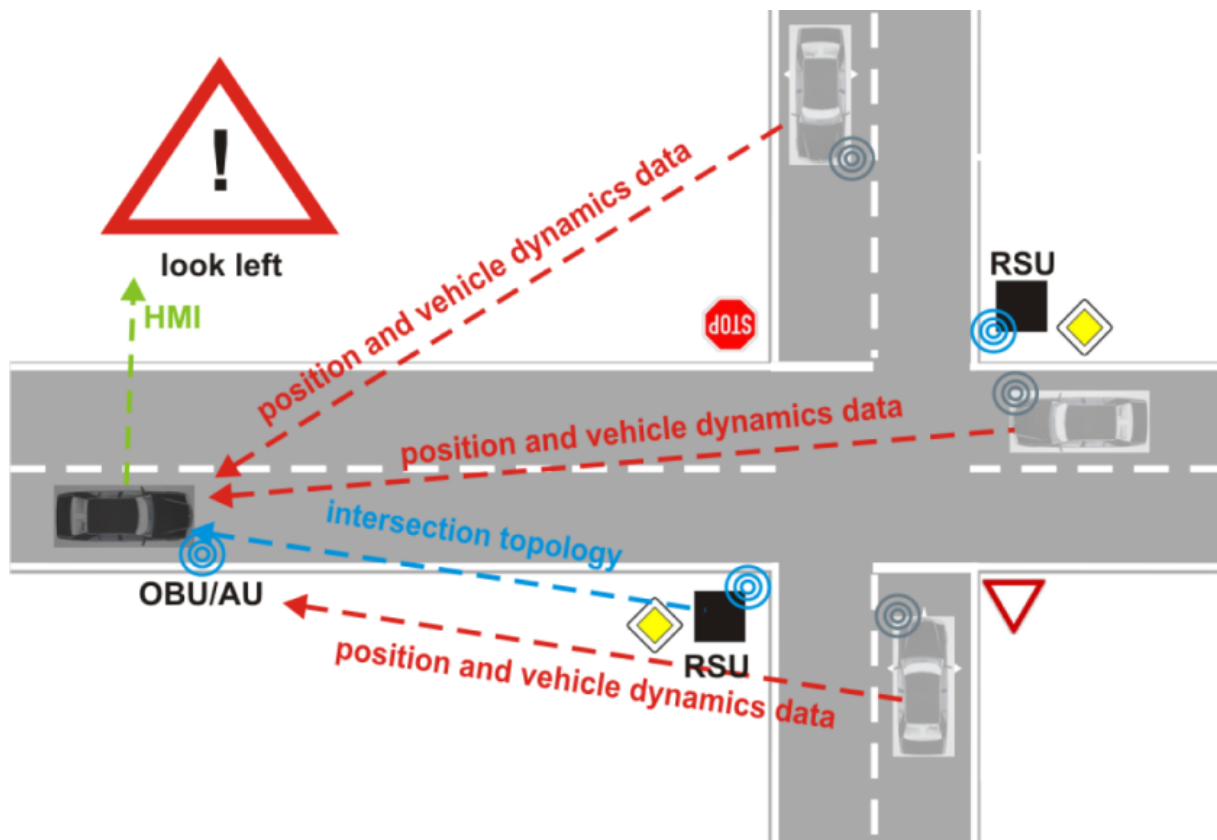 !
look left
HMI
position and vehicle dynamics data
STOP
RSU
position and vehicle dynamics data
intersection topology
OBU/AU
RSU
position and vehicle dynamics data